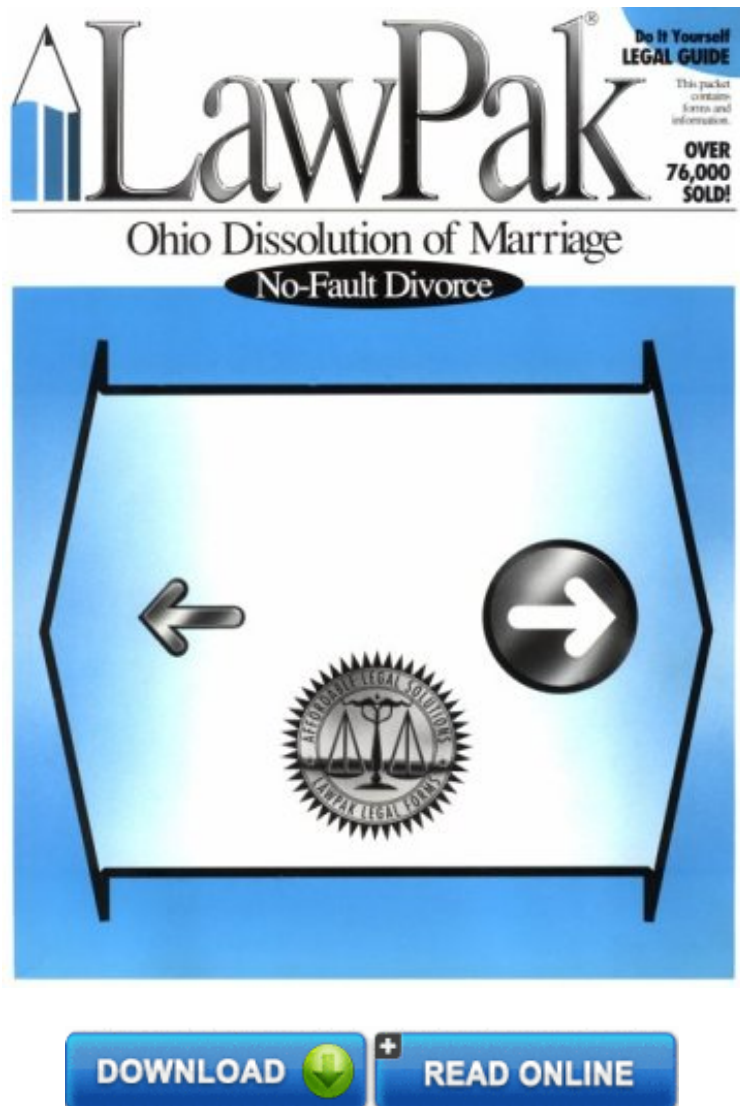 LawPak®
Do It Yourself
LEGAL GUIDE
This packet
contains
forms and
information.
OVER
76,000
SOLD!
Ohio Dissolution of Marriage
No-Fault Divorce
AFFORDABLE LEGAL SOLUTIONS
LAWPAK LEGAL FORMS
DOWNLOAD
READ ONLINE